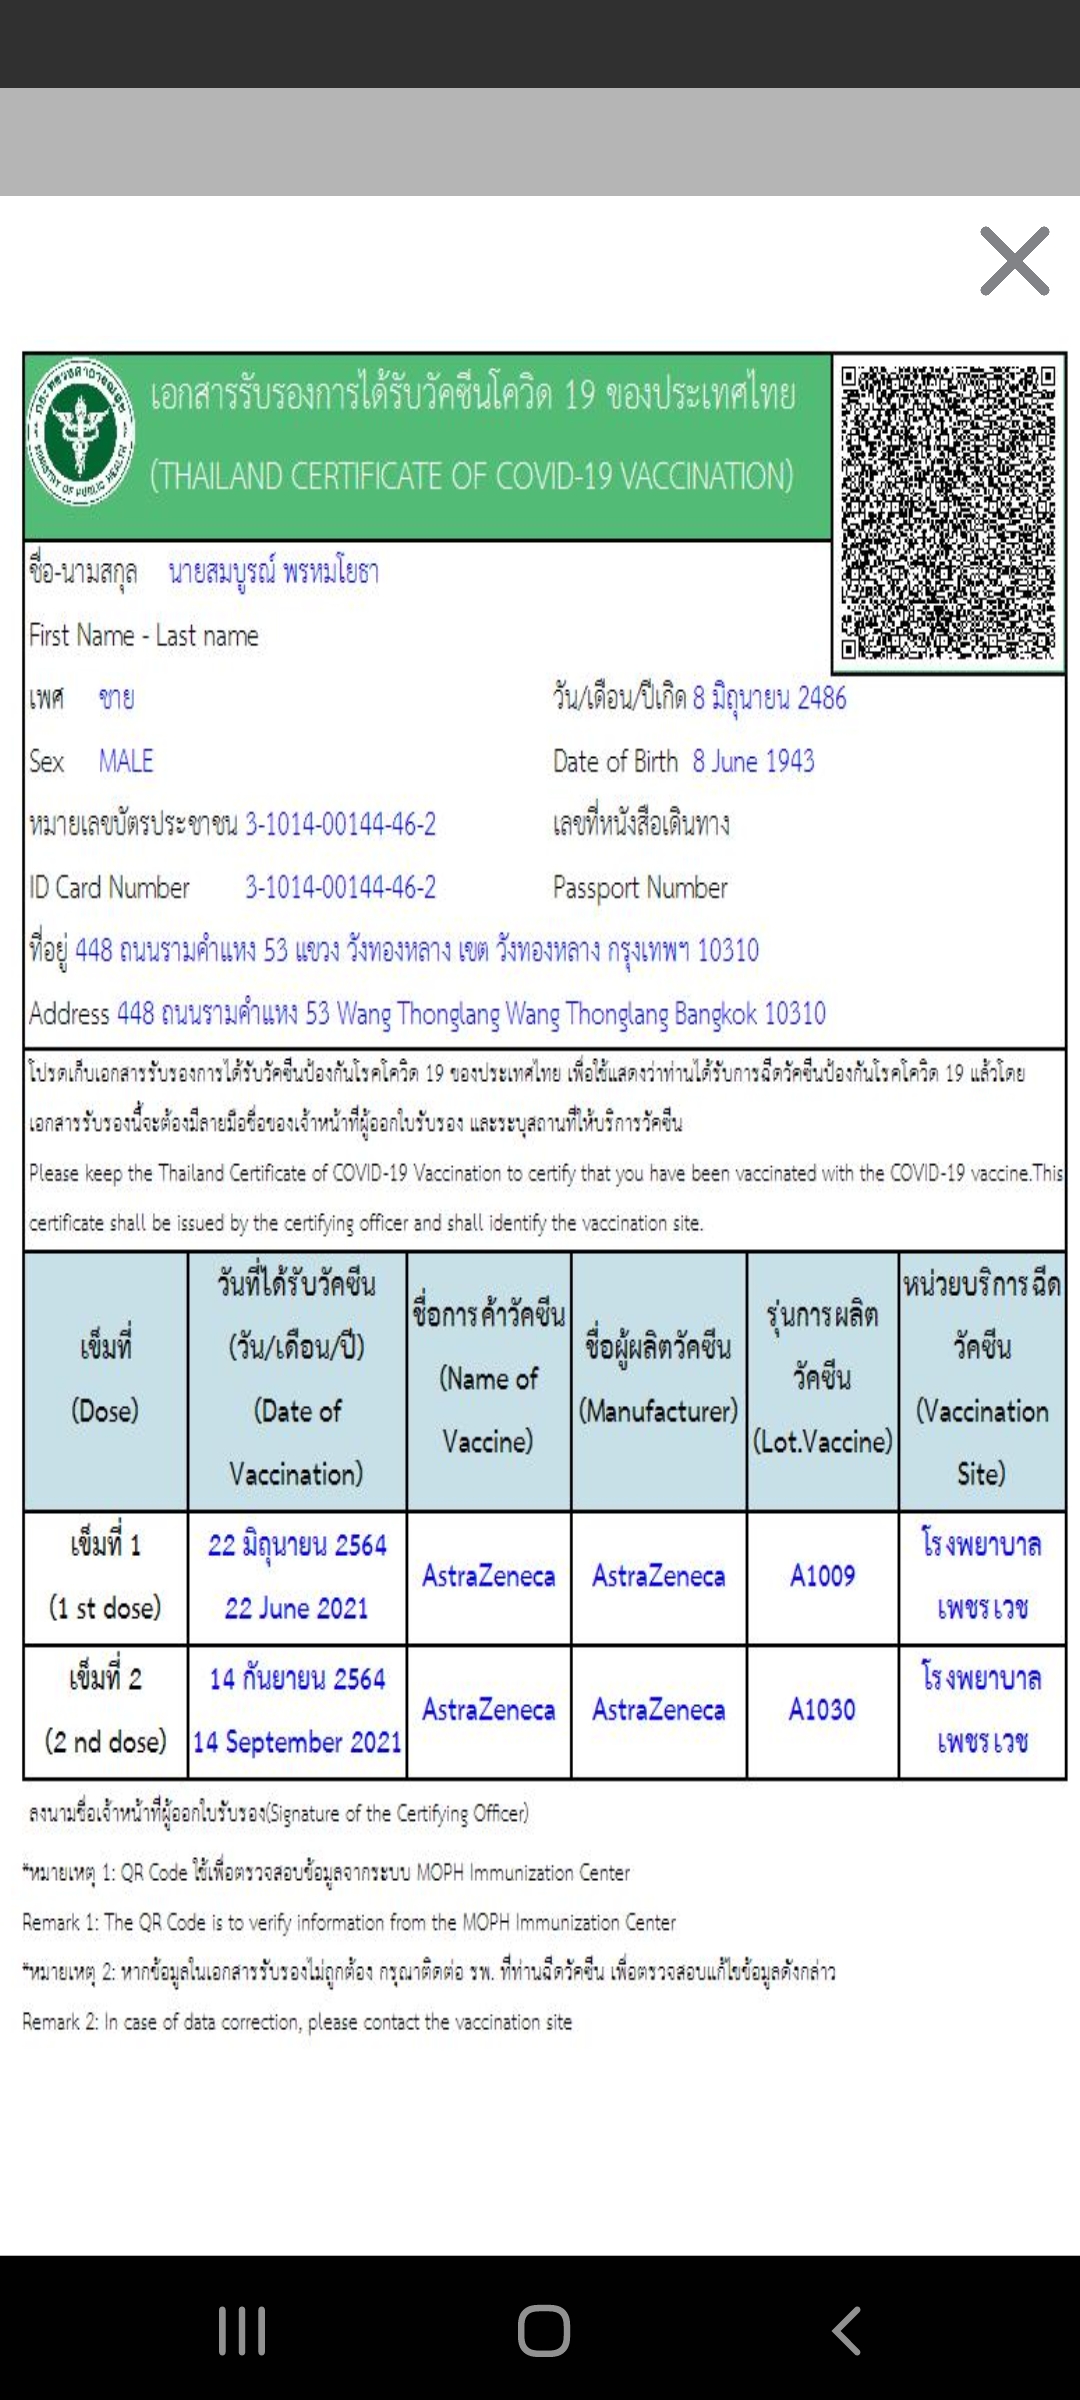 เอกสารรับรองการได้รับวัคซีนโควิด 19 ของประเทศไทย
(THAILAND CERTIFICATE OF COVID-19 VACCINATION)
กระทรวงสาธารณสุข
MINISTRY OF PUBLIC HEALTH
ชื่อ-นามสกุล นายสมบูรณ์ พรหมโยธา
First Name - Last name
เพศ ชาย วัน/เดือน/ปีเกิด 8 มิถุนายน 2486
Sex MALE Date of Birth 8 June 1943
หมายเลขบัตรประชาชน 3-1014-00144-46-2 เลขที่หนังสือเดินทาง
ID Card Number 3-1014-00144-46-2 Passport Number
ที่อยู่ 448 ถนนรามคำแหง 53 แขวง วังทองหลาง เขต วังทองหลาง กรุงเทพฯ 10310
Address 448 ถนนรามคำแหง 53 Wang Thonglang Wang Thonglang Bangkok 10310
โปรดเก็บเอกสารรับรองการได้รับวัคซีนป้องกันโรคโควิด 19 ของประเทศไทย เพื่อใช้แสดงว่าท่านได้รับการฉีดวัคซีนป้องกันโรคโควิด 19 แล้วโดย
เอกสารรับรองนี้จะต้องมีลายมือชื่อของเจ้าหน้าที่ผู้ออกใบรับรอง และระบุสถานที่ให้บริการวัคซีน
Please keep the Thailand Certificate of COVID-19 Vaccination to certify that you have been vaccinated with the COVID-19 vaccine.This
certificate shall be issued by the certifying officer and shall identify the vaccination site.
เข็มที่
(Dose)
วันที่ได้รับวัคซีน
(วัน/เดือน/ปี)
(Date of
Vaccination)
ชื่อการค้าวัคซีน
(Name of
Vaccine)
ชื่อผู้ผลิตวัคซีน
(Manufacturer)
รุ่นการผลิต
วัคซีน
(Lot.Vaccine)
หน่วยบริการฉีด
วัคซีน
(Vaccination
Site)
เข็มที่ 1
(1 st dose)
22 มิถุนายน 2564
22 June 2021
AstraZeneca
AstraZeneca
A1009
โรงพยาบาล
เพชรเวช
เข็มที่ 2
(2 nd dose)
14 กันยายน 2564
14 September 2021
AstraZeneca
AstraZeneca
A1030
โรงพยาบาล
เพชรเวช
ลงนามชื่อเจ้าหน้าที่ผู้ออกใบรับรอง(Signature of the Certifying Officer)
*หมายเหตุ 1: QR Code ใช้เพื่อตรวจสอบข้อมูลจากระบบ MOPH Immunization Center
Remark 1: The QR Code is to verify information from the MOPH Immunization Center
*หมายเหตุ 2: หากข้อมูลในเอกสารรับรองไม่ถูกต้อง กรุณาติดต่อ รพ. ที่ท่านฉีดวัคซีน เพื่อตรวจสอบแก้ไขข้อมูลดังกล่าว
Remark 2: In case of data correction, please contact the vaccination site